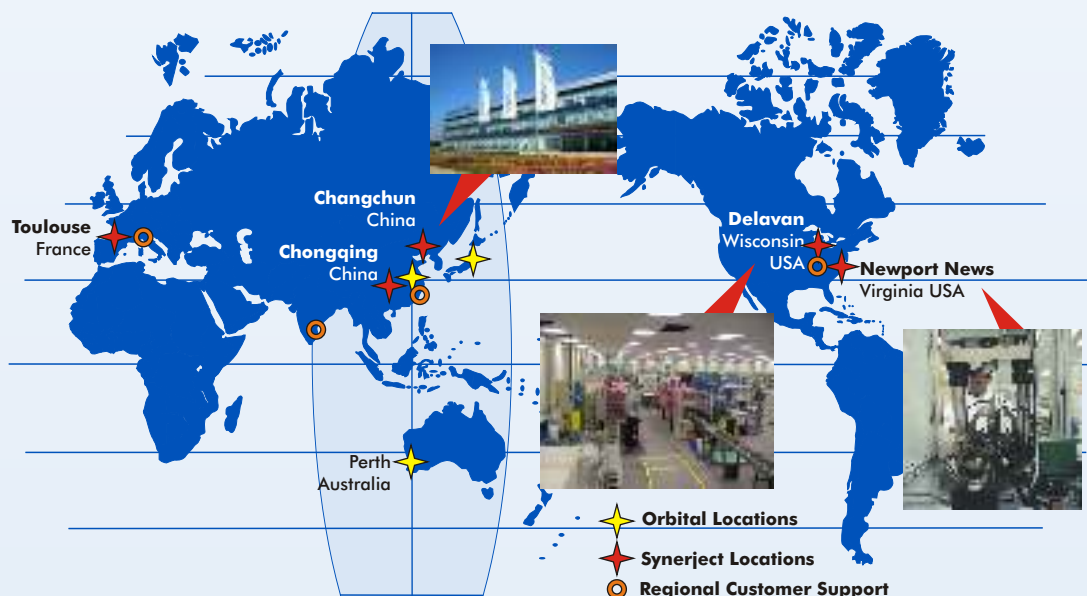 Toulouse
France
Changchun
China
Chongqing
China
Perth
Australia
Delavan
Wisconsin
USA
Newport News
Virginia USA
Orbital Locations
Synerject Locations
Regional Customer Support